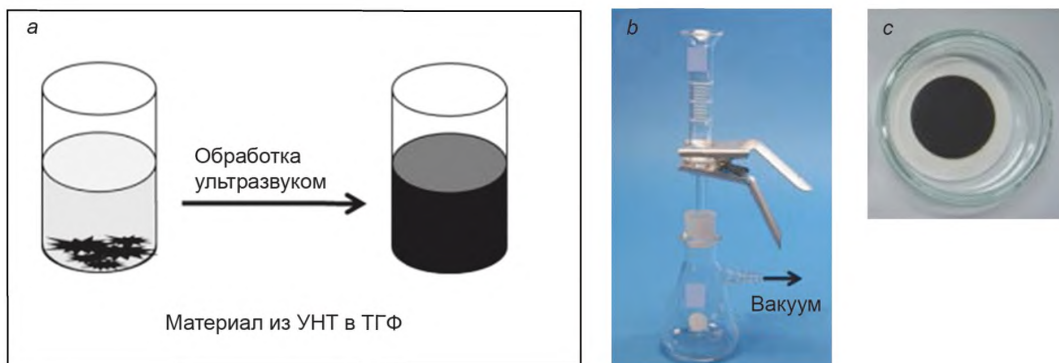 a
Обработка
ультразвуком
Материал из УНТ в ТГФ
b
Вакуум
c